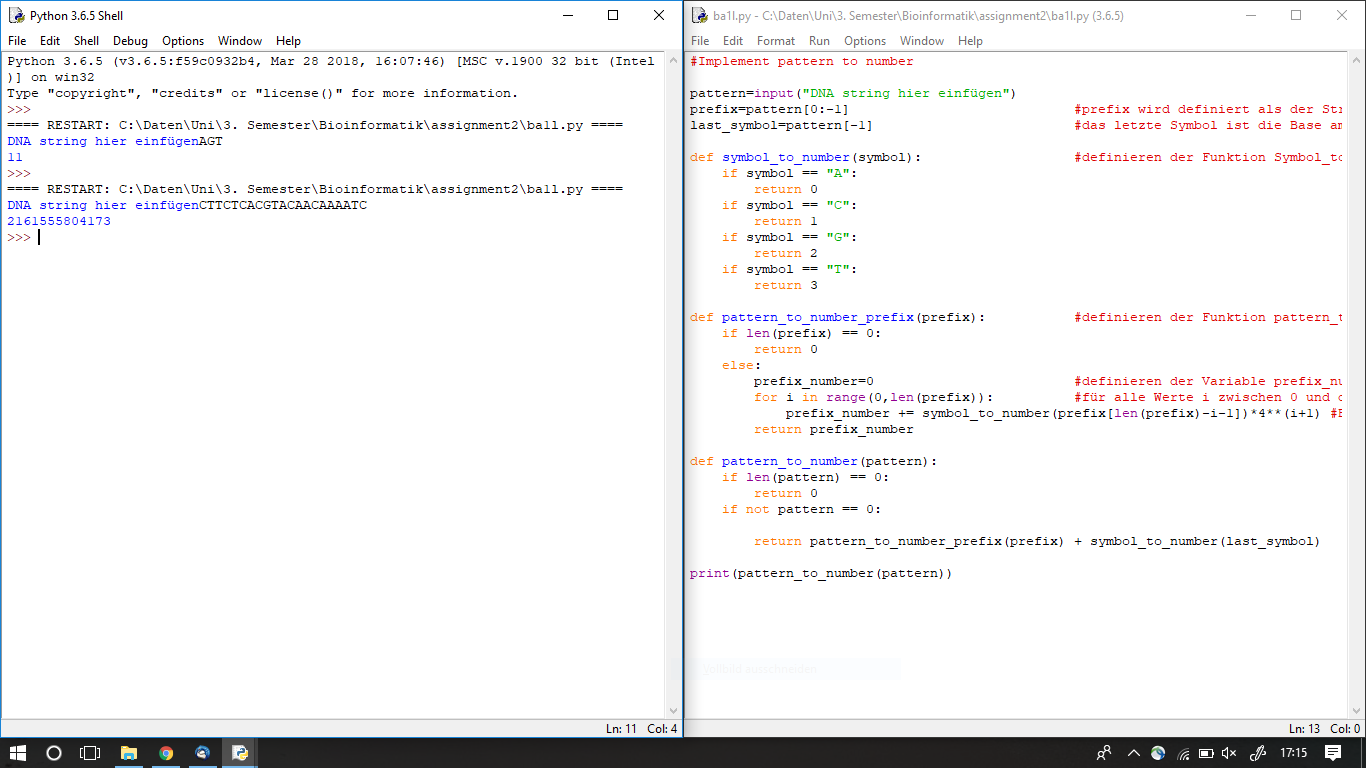 Python 3.6.5 Shell
File Edit Shell Debug Options Window Help
Python 3.6.5 (v3.6.5:f59c0932b4, Mar 28 2018, 16:07:46) [MSC v.1900 32 bit (Intel
)] on win32
Type "copyright", "credits" or "license()" for more information.
>>>
==== RESTART: C:\Daten\Uni\3. Semester\Bioinformatik\assignment2\ba1l.py ====
DNA string hier einfügenAGT
11
>>>
==== RESTART: C:\Daten\Uni\3. Semester\Bioinformatik\assignment2\ba1l.py ====
DNA string hier einfügenCTTCTCACGTACAACAAAATC
2161555804173
>>>
Ln: 11 Col: 4
ba1l.py - C:\Daten\Uni\3. Semester\Bioinformatik\assignment2\ba1l.py (3.6.5)
File Edit Format Run Options Window Help
#Implement pattern to number
pattern=input("DNA string hier einfügen")
prefix=pattern[0:-1] #prefix wird definiert als der Str
last_symbol=pattern[-1] #das letzte Symbol ist die Base an
def symbol_to_number(symbol): #definieren der Funktion Symbol_to
if symbol == "A":
return 0
if symbol == "C":
return 1
if symbol == "G":
return 2
if symbol == "T":
return 3
def pattern_to_number_prefix(prefix): #definieren der Funktion pattern_t
if len(prefix) == 0:
return 0
else:
prefix_number=0 #definieren der Variable prefix_nu
for i in range(0,len(prefix)): #für alle Werte i zwischen 0 und d
prefix_number += symbol_to_number(prefix[len(prefix)-i-1])*4**(i+1) #E
return prefix_number
def pattern_to_number(pattern):
if len(pattern) == 0:
return 0
if not pattern == 0:
return pattern_to_number_prefix(prefix) + symbol_to_number(last_symbol)
print(pattern_to_number(pattern))
Ln: 13 Col: 0
17:15